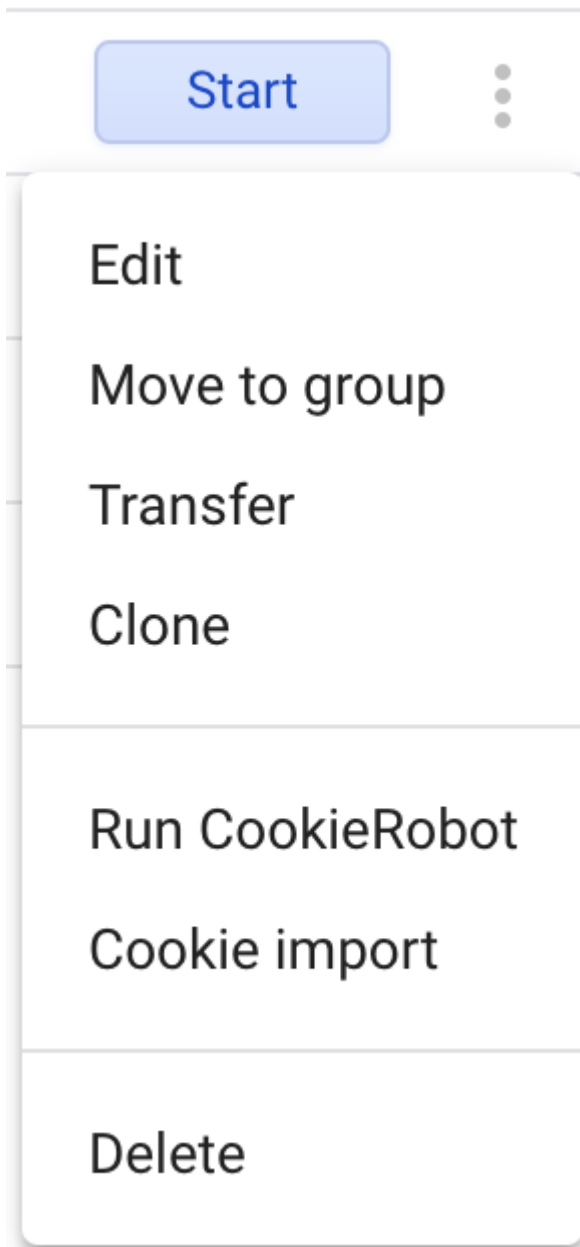 Start
Edit
Move to group
Transfer
Clone
Run CookieRobot
Cookie import
Delete